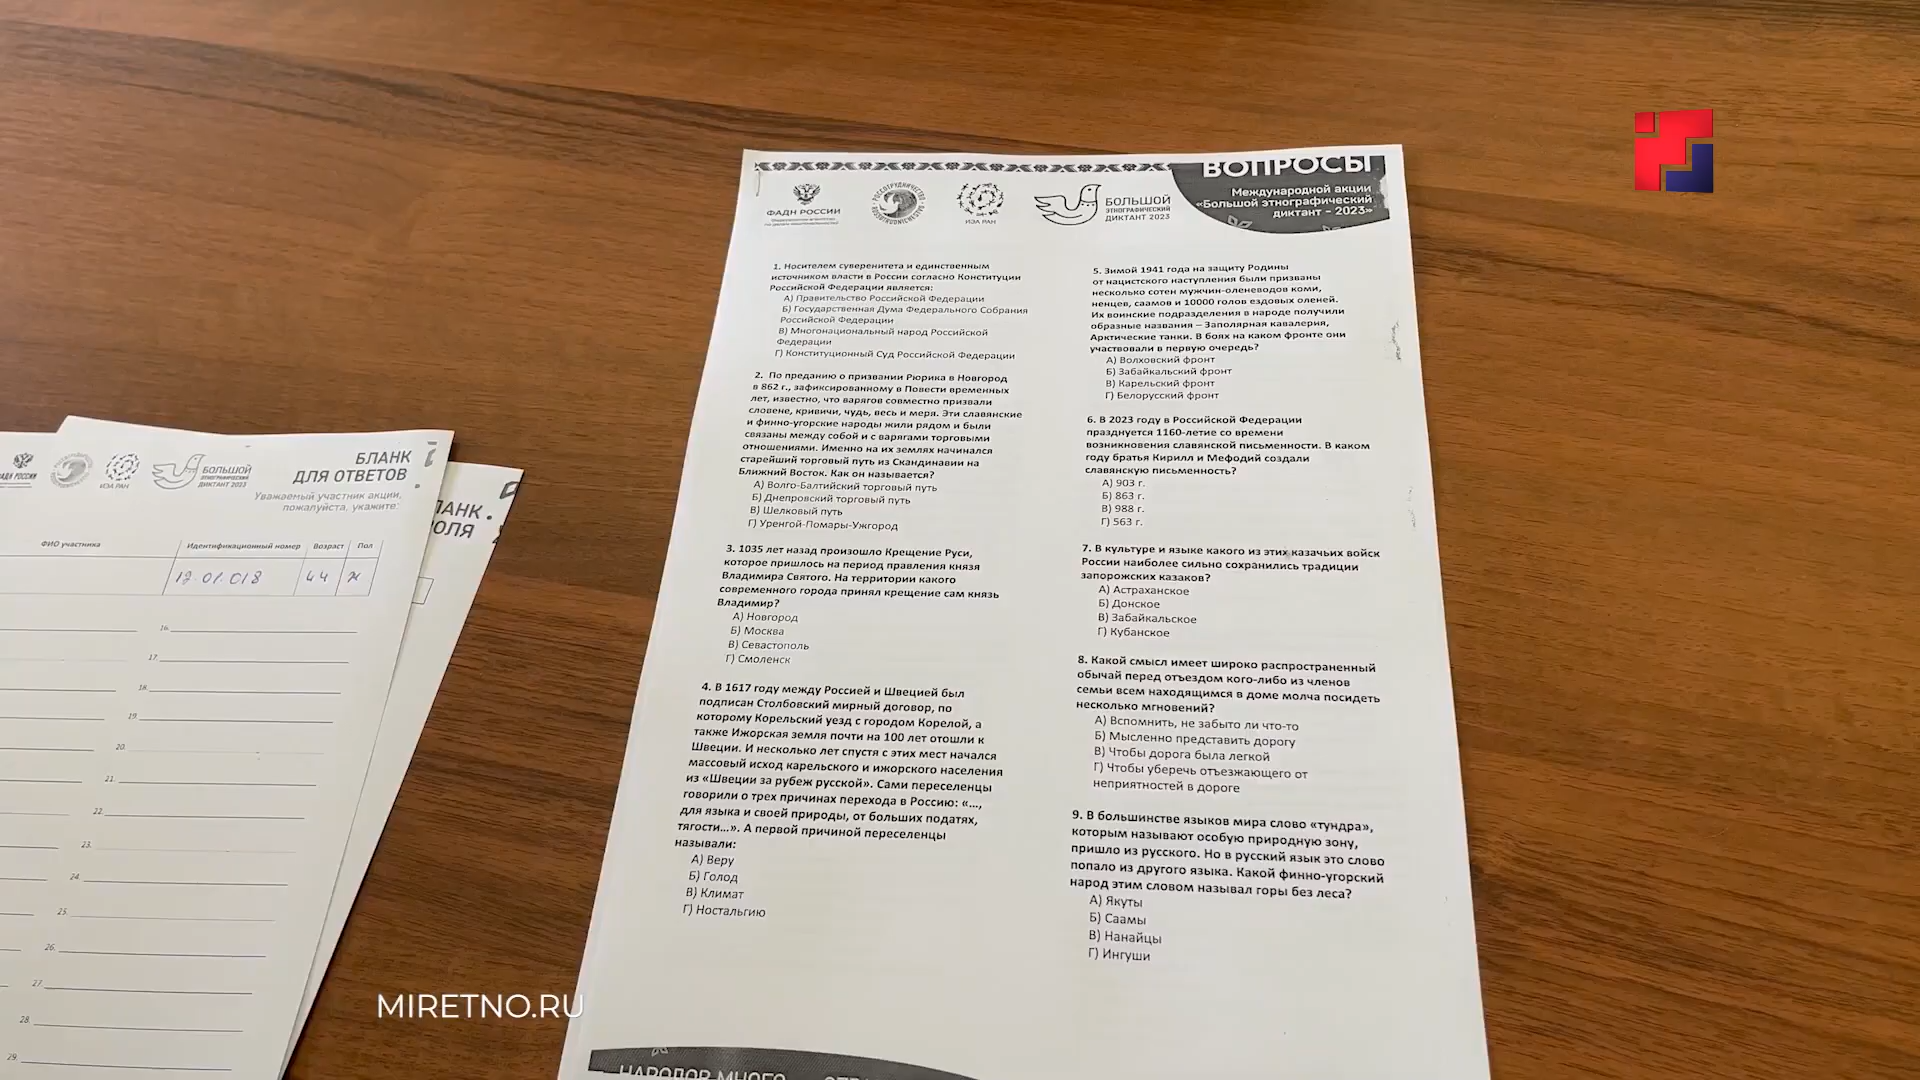 ВОПРОСЫ
Международной акции
«Большой этнографический
диктант – 2023»
ФАДН РОССИИ
РОССОТРУДНИЧЕСТВО
ИЭА РАН
БОЛЬШОЙ
ЭТНОГРАФИЧЕСКИЙ
ДИКТАНТ 2023
1. Носителем суверенитета и единственным
источником власти в России согласно Конституции
Российской Федерации является:
А) Правительство Российской Федерации
Б) Государственная Дума Федерального Собрания
Российской Федерации
В) Многонациональный народ Российской
Федерации
Г) Конституционный Суд Российской Федерации
2. По преданию о призвании Рюрика в Новгород
в 862 г., зафиксированному в Повести временных
лет, известно, что варягов совместно призвали
словене, кривичи, чудь, весь и меря. Эти славянские
и финно-угорские народы жили рядом и были
связаны между собой и с варягами торговыми
отношениями. Именно на их землях начинался
старейший торговый путь из Скандинавии на
Ближний Восток. Как он называется?
А) Волго-Балтийский торговый путь
Б) Днепровский торговый путь
В) Шелковый путь
Г) Уренгой-Помары-Ужгород
3. 1035 лет назад произошло Крещение Руси,
которое пришлось на период правления князя
Владимира Святого. На территории какого
современного города принял крещение сам князь
Владимир?
А) Новгород
Б) Москва
В) Севастополь
Г) Смоленск
4. В 1617 году между Россией и Швецией был
подписан Столбовский мирный договор, по
которому Корельский уезд с городом Корелой, а
также Ижорская земля почти на 100 лет отошли к
Швеции. И несколько лет спустя с этих мест начался
массовый исход карельского и ижорского населения
из «Швеции за рубеж русской». Сами переселенцы
говорили о трех причинах перехода в Россию: «…,
для языка и своей природы, от больших податях,
тягости…». А первой причиной переселенцы
называли:
А) Веру
Б) Голод
В) Климат
Г) Ностальгию
5. Зимой 1941 года на защиту Родины
от нацистского наступления были призваны
несколько сотен мужчин-оленеводов коми,
ненцев, саамов и 10000 голов ездовых оленей.
Их воинские подразделения в народе получили
образные названия – Заполярная кавалерия,
Арктические танки. В боях на каком фронте они
участвовали в первую очередь?
А) Волховский фронт
Б) Забайкальский фронт
В) Карельский фронт
Г) Белорусский фронт
6. В 2023 году в Российской Федерации
празднуется 1160-летие со времени
возникновения славянской письменности. В каком
году братья Кирилл и Мефодий создали
славянскую письменность?
А) 903 г.
Б) 863 г.
В) 988 г.
Г) 563 г.
7. В культуре и языке какого из этих казачьих войск
России наиболее сильно сохранились традиции
запорожских казаков?
А) Астраханское
Б) Донское
В) Забайкальское
Г) Кубанское
8. Какой смысл имеет широко распространенный
обычай перед отъездом кого-либо из членов
семьи всем находящимся в доме молча посидеть
несколько мгновений?
А) Вспомнить, не забыто ли что-то
Б) Мысленно представить дорогу
В) Чтобы дорога была легкой
Г) Чтобы уберечь отъезжающего от
неприятностей в дороге
9. В большинстве языков мира слово «тундра»,
которым называют особую природную зону,
пришло из русского. Но в русский язык это слово
попало из другого языка. Какой финно-угорский
народ этим словом называл горы без леса?
А) Якуты
Б) Саамы
В) Нанайцы
Г) Ингуши
НАРОДОВ МНОГО
БЛАНК
ДЛЯ ОТВЕТОВ
Уважаемый участник акции,
пожалуйста, укажите:
АДН РОССИИ
ИЭА РАН
БОЛЬШОЙ
ЭТНОГРАФИЧЕСКИЙ
ДИКТАНТ 2023
ФИО участника
Идентификационный номер
Возраст
Пол
12.01.018
44
ж
16.
17.
18.
19.
20.
21.
22.
23.
24.
25.
26.
27.
28.
29.
ЛАНК
ОЛЯ
MIRETNO.RU